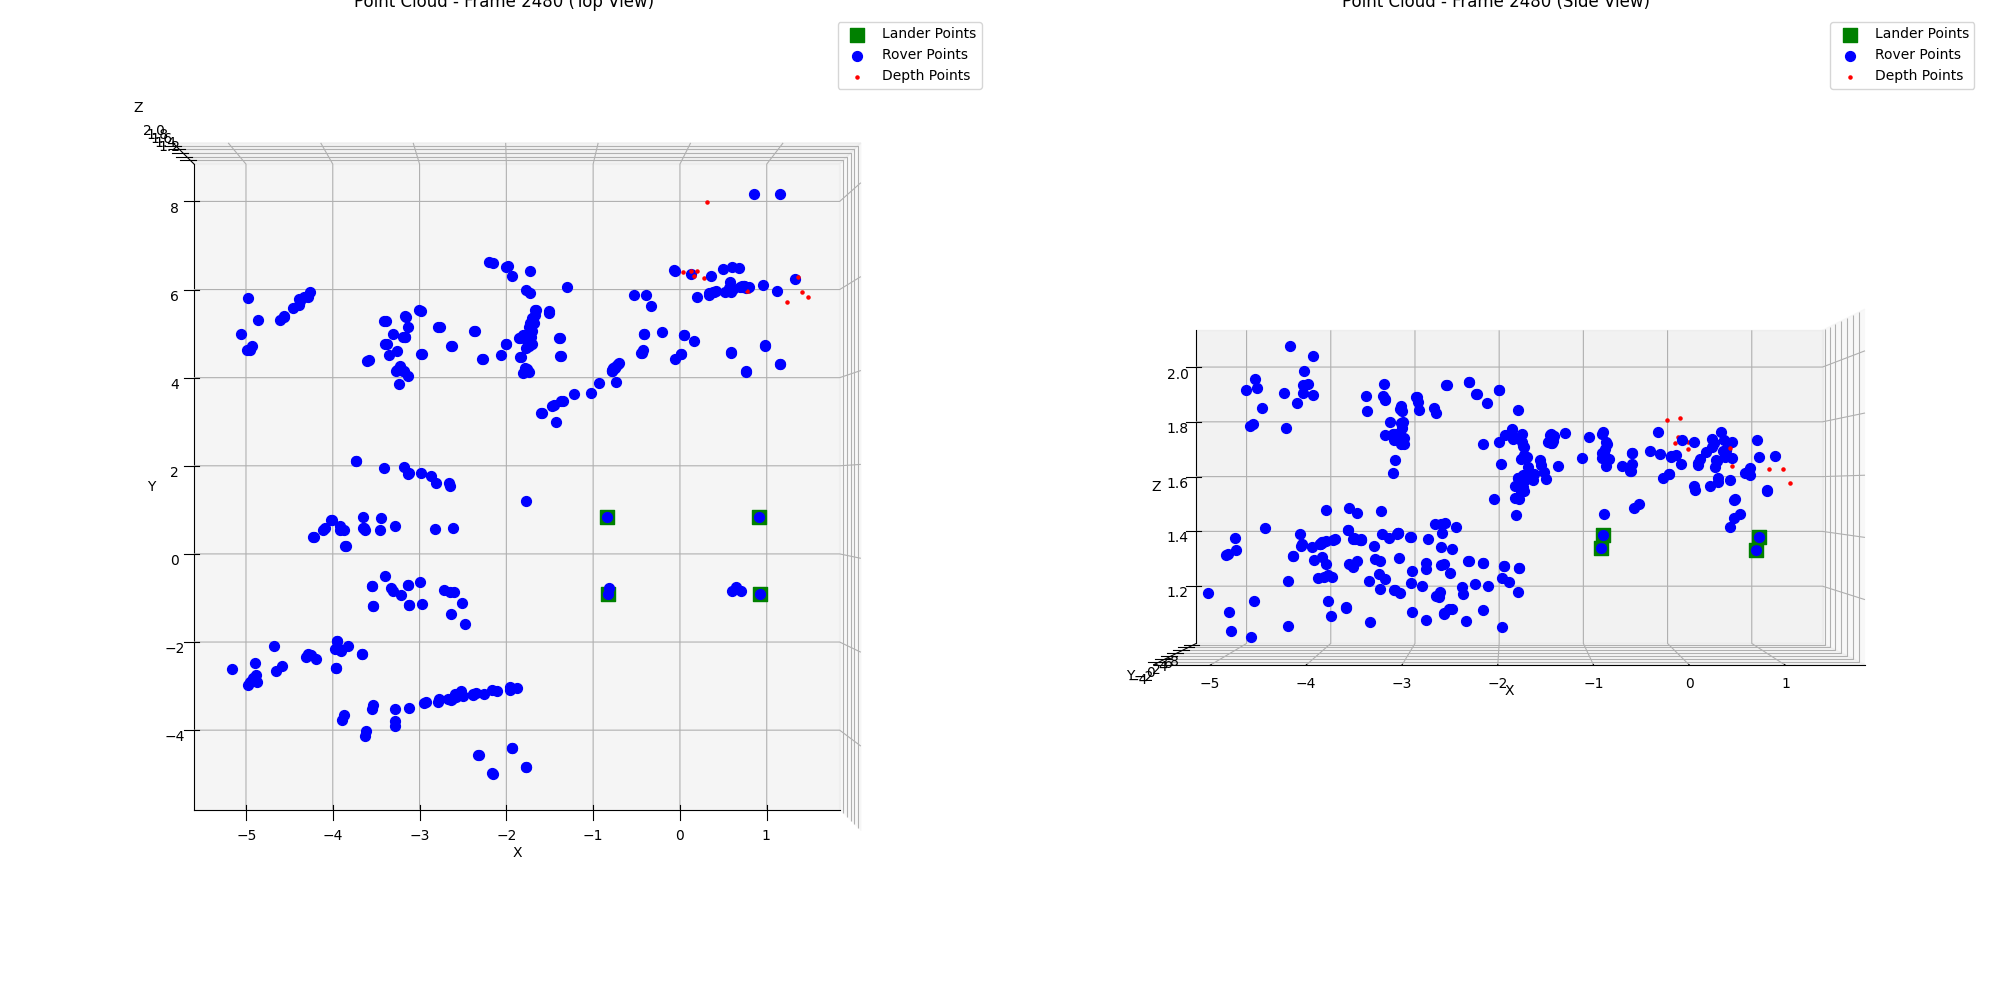 Point Cloud - Frame 2480 (Top View)
Lander Points
Rover Points
Depth Points
Z
2.0
8
6
4
2
0
−2
−4
Y
−5
−4
−3
−2
−1
0
1
X
Point Cloud - Frame 2480 (Side View)
Lander Points
Rover Points
Depth Points
2.0
1.8
1.6
1.4
1.2
Z
Y
−5
−4
−3
−2
−1
0
1
X